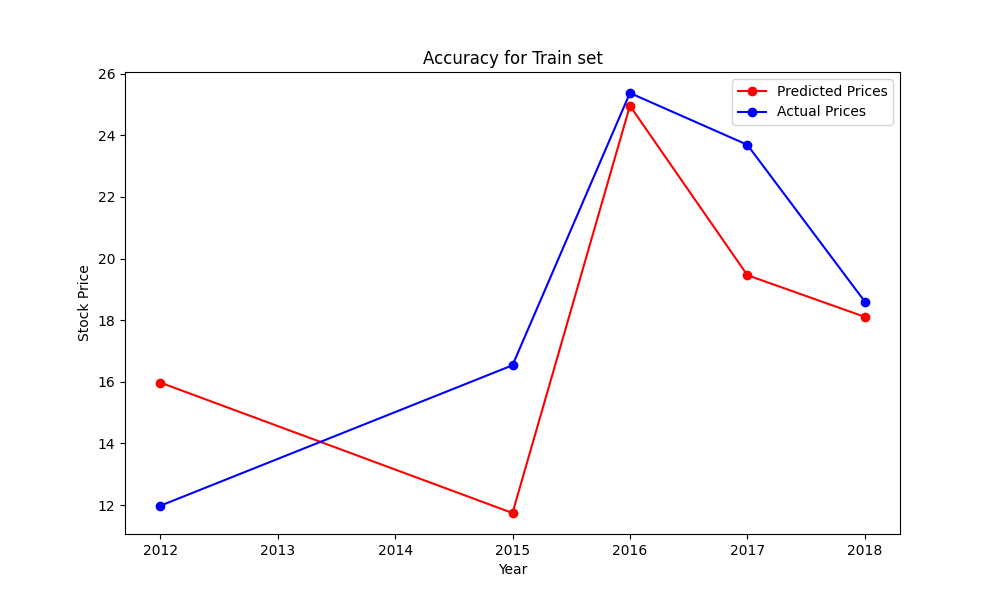 Accuracy for Train set
Predicted Prices
Actual Prices
Stock Price
26
24
22
20
18
16
14
12
2012 2013 2014 2015 2016 2017 2018
Year